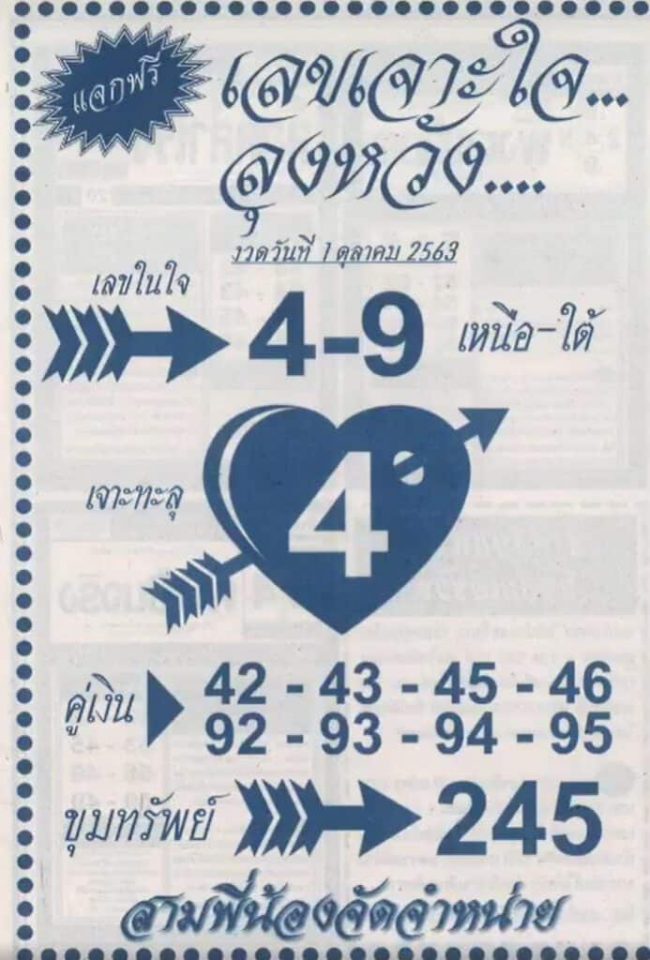 แจกฟรี
เลขเจาะใจ...
ลุงหวัง....
งวดวันที่ 1 ตุลาคม 2563
เลขในใจ
4-9 เหนือ-ใต้
เจาะทะลุ
4
คู่เงิน
42 - 43 - 45 - 46
92 - 93 - 94 - 95
ขุมทรัพย์ 245
สามพี่น้องจัดจำหน่าย